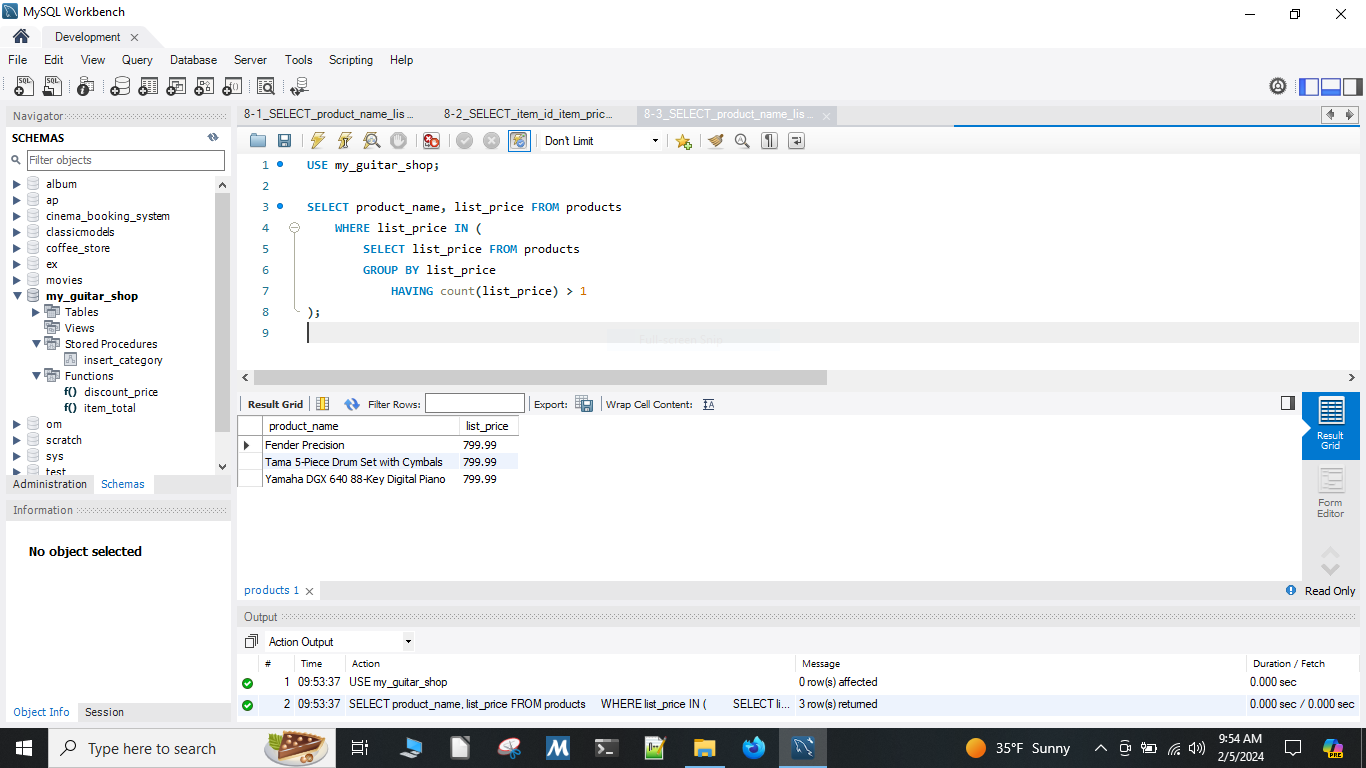 MySQL Workbench
Development
File Edit View Query Database Server Tools Scripting Help
Navigator
SCHEMAS
Filter objects
album
ap
cinema_booking_system
classicmodels
coffee_store
ex
movies
my_guitar_shop
Tables
Views
Stored Procedures
insert_category
Functions
f() discount_price
f() item_total
om
scratch
sys
test
Administration Schemas
Information
No object selected
Object Info Session
8-1_SELECT_product_name_lis... 8-2_SELECT_item_id_item_pric... 8-3_SELECT_product_name_lis...
Don't Limit
1 USE my_guitar_shop;
2
3 SELECT product_name, list_price FROM products
4 WHERE list_price IN (
5 SELECT list_price FROM products
6 GROUP BY list_price
7 HAVING count(list_price) > 1
8 );
9
Full-screen Snip
Result Grid Filter Rows: Export: Wrap Cell Content:
product_name list_price
Fender Precision 799.99
Tama 5-Piece Drum Set with Cymbals 799.99
Yamaha DGX 640 88-Key Digital Piano 799.99
Result
Grid
Form
Editor
products 1
Read Only
Output
Action Output
# Time Action Message Duration / Fetch
1 09:53:37 USE my_guitar_shop 0 row(s) affected 0.000 sec
2 09:53:37 SELECT product_name, list_price FROM products WHERE list_price IN ( SELECT li... 3 row(s) returned 0.000 sec / 0.000 sec
Type here to search
35°F Sunny
9:54 AM
2/5/2024